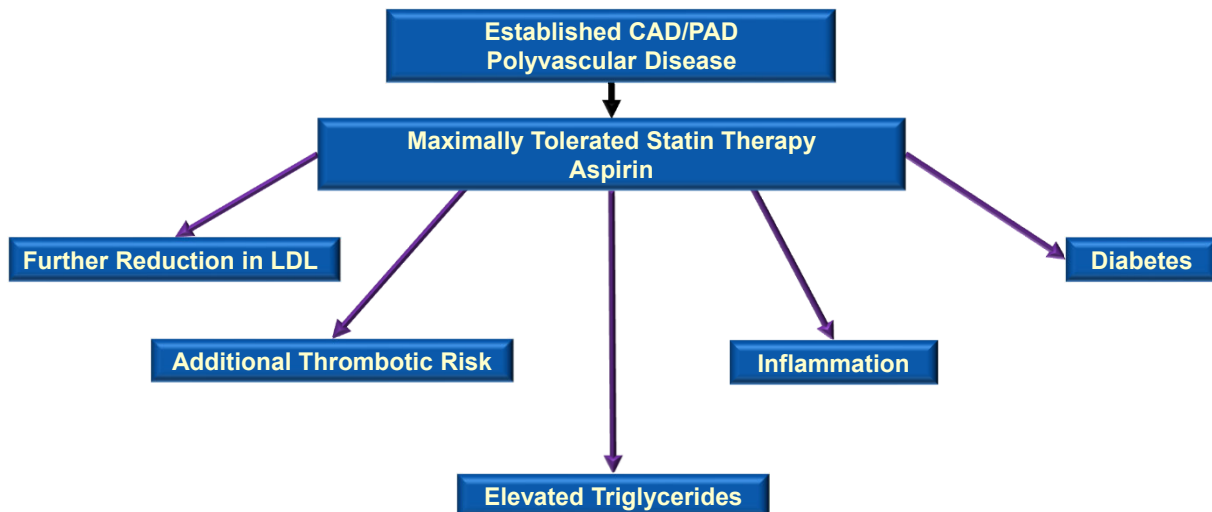 Established CAD/PAD
Polyvascular Disease
Maximally Tolerated Statin Therapy
Aspirin
Further Reduction in LDL
Diabetes
Additional Thrombotic Risk
Inflammation
Elevated Triglycerides